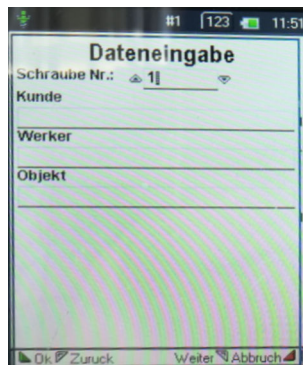 #1 123 11:51
Dateneingabe
Schraube Nr.: 1
Kunde
Werker
Objekt
Ok Zuruck Weiter Abbruch